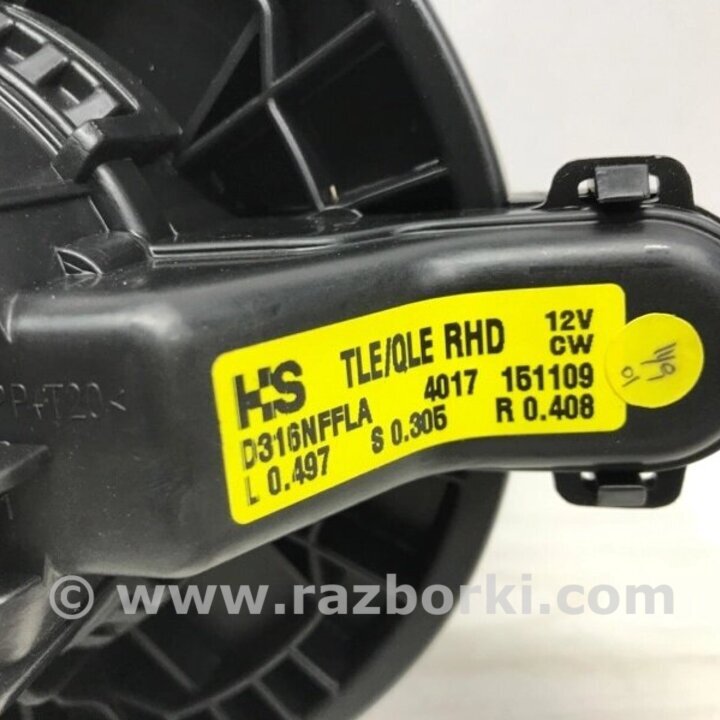 HS TLE/QLE RHD 12V CW
D316NFFLA 4017 151109
L 0.497 S 0.305 R 0.408
PP+T20<
© www.razborki.com